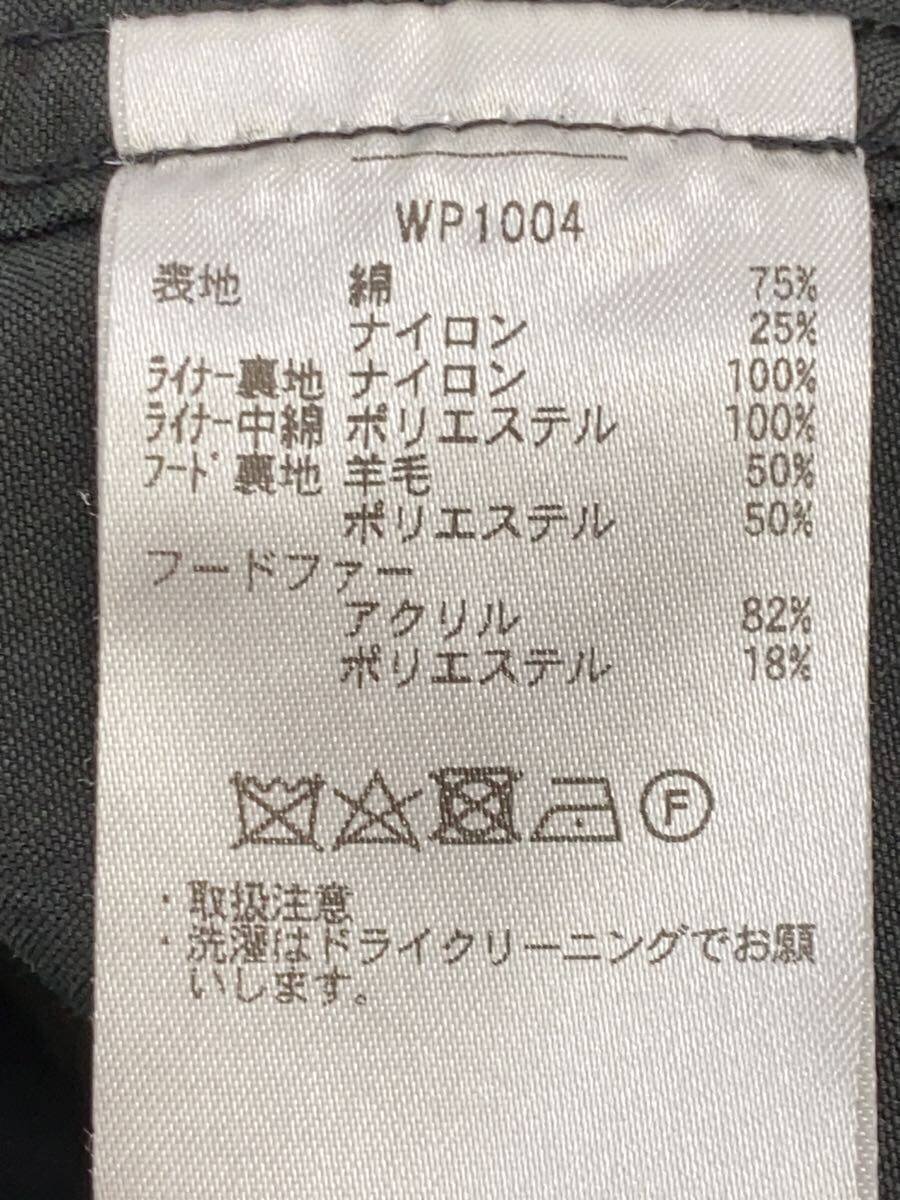 WP1004
表地 綿 75%
ナイロン 25%
ﾗｲﾅｰ裏地 ナイロン 100%
ﾗｲﾅｰ中綿 ポリエステル 100%
ﾌｰﾄﾞ裏地 羊毛 50%
ポリエステル 50%
フードファー
アクリル 82%
ポリエステル 18%
F
・取扱注意
・洗濯はドライクリーニングでお願
いします。